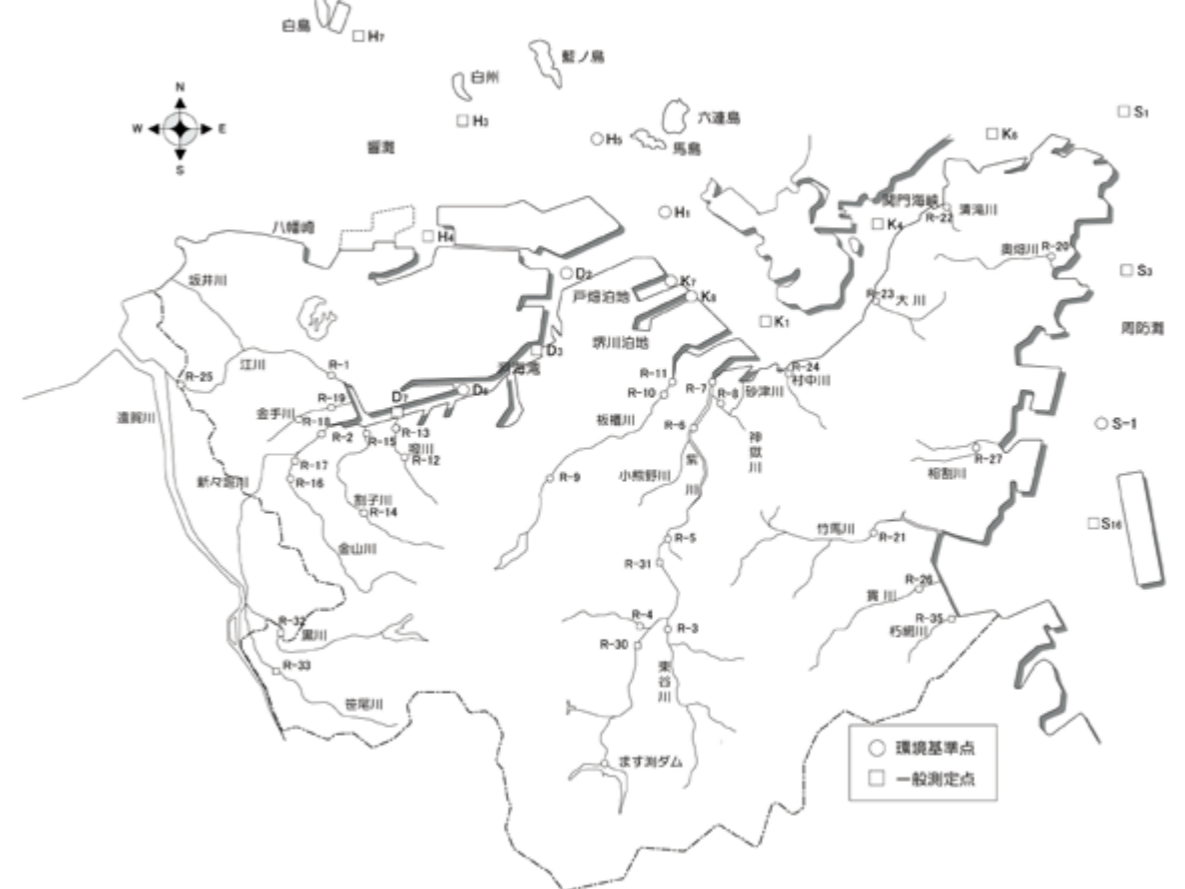 白島
H7
藍ノ島
白州
H3
六連島
S1
N
W
E
S
響灘
H5
馬島
K6
関門海峡
清滝川
R-22
H1
K4
八幡崎
H4
奥畑川
R-20
坂井川
D2
K7
S3
戸畑泊地
K8
R-23
大川
K1
周防灘
堺川泊地
江川
R-1
D3
洞海湾
R-25
R-11
R-7
R-24
村中川
遠賀川
R-19
D7
D6
R-10
R-8
砂津川
金手川
R-18
R-2
R-15
R-13
板櫃川
R-6
S-1
堀川
R-12
神嶽川
R-17
R-16
R-9
小熊野川
紫川
R-27
相割川
新々堀川
割子川
R-14
S16
竹馬川
R-21
金山川
R-5
R-31
R-26
貫川
R-4
R-3
R-35
朽網川
R-32
黒川
R-30
R-33
東谷川
笹尾川
環境基準点
ます渕ダム
一般測定点